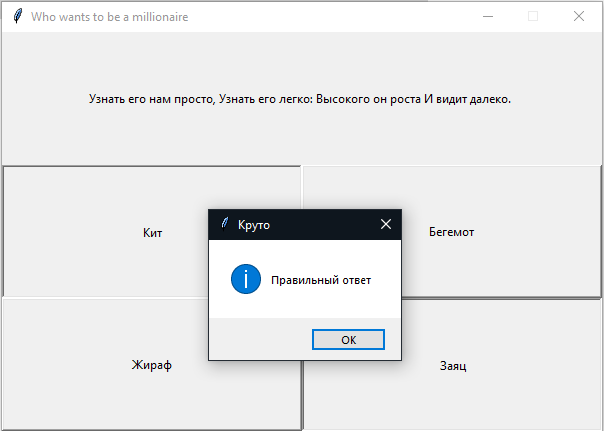 Who wants to be a millionaire
Узнать его нам просто, Узнать его легко: Высокого он роста И видит далеко.
Кит
Бегемот
Круто
Правильный ответ
OK
Жираф
Заяц